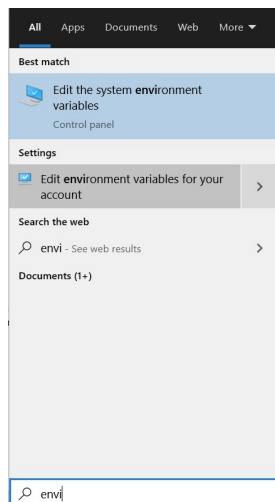 All Apps Documents Web More
Best match
Edit the system environment
variables
Control panel
Settings
Edit environment variables for your
account
Search the web
envi - See web results
Documents (1+)
envi